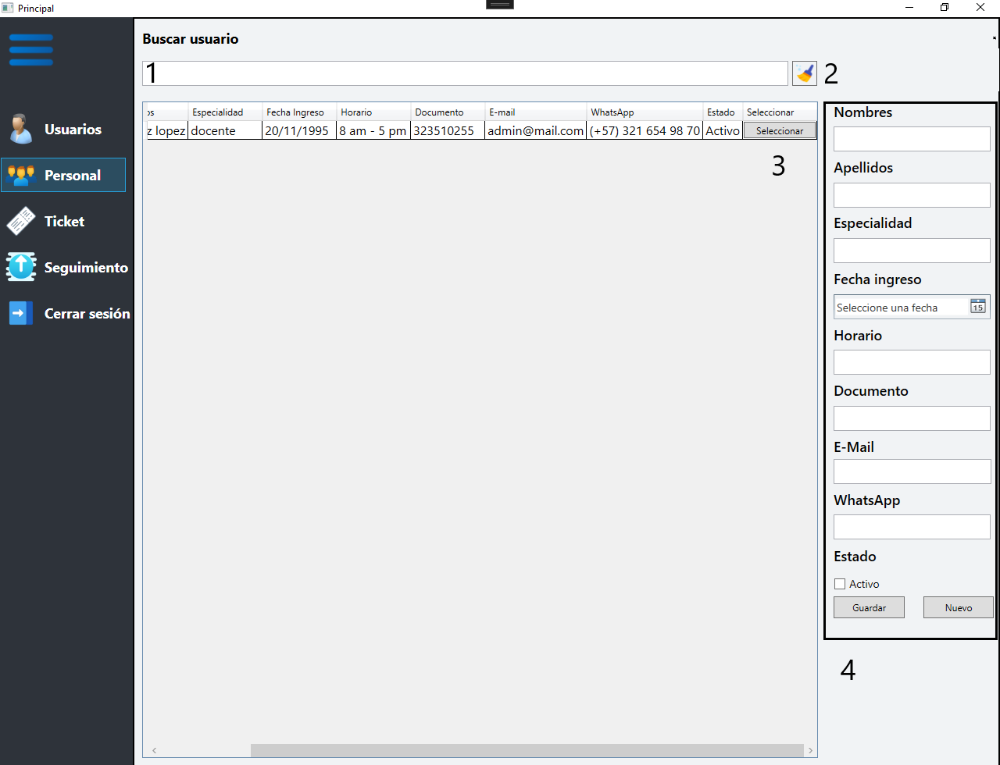 Principal
Buscar usuario
1
2
Usuarios
Personal
Ticket
Seguimiento
Cerrar sesión
os Especialidad Fecha Ingreso Horario Documento E-mail WhatsApp Estado Seleccionar
z lopez docente 20/11/1995 8 am - 5 pm 323510255 admin@mail.com (+57) 321 654 98 70 Activo Seleccionar
3
Nombres
Apellidos
Especialidad
Fecha ingreso
Seleccione una fecha 15
Horario
Documento
E-Mail
WhatsApp
Estado
Activo
Guardar Nuevo
4